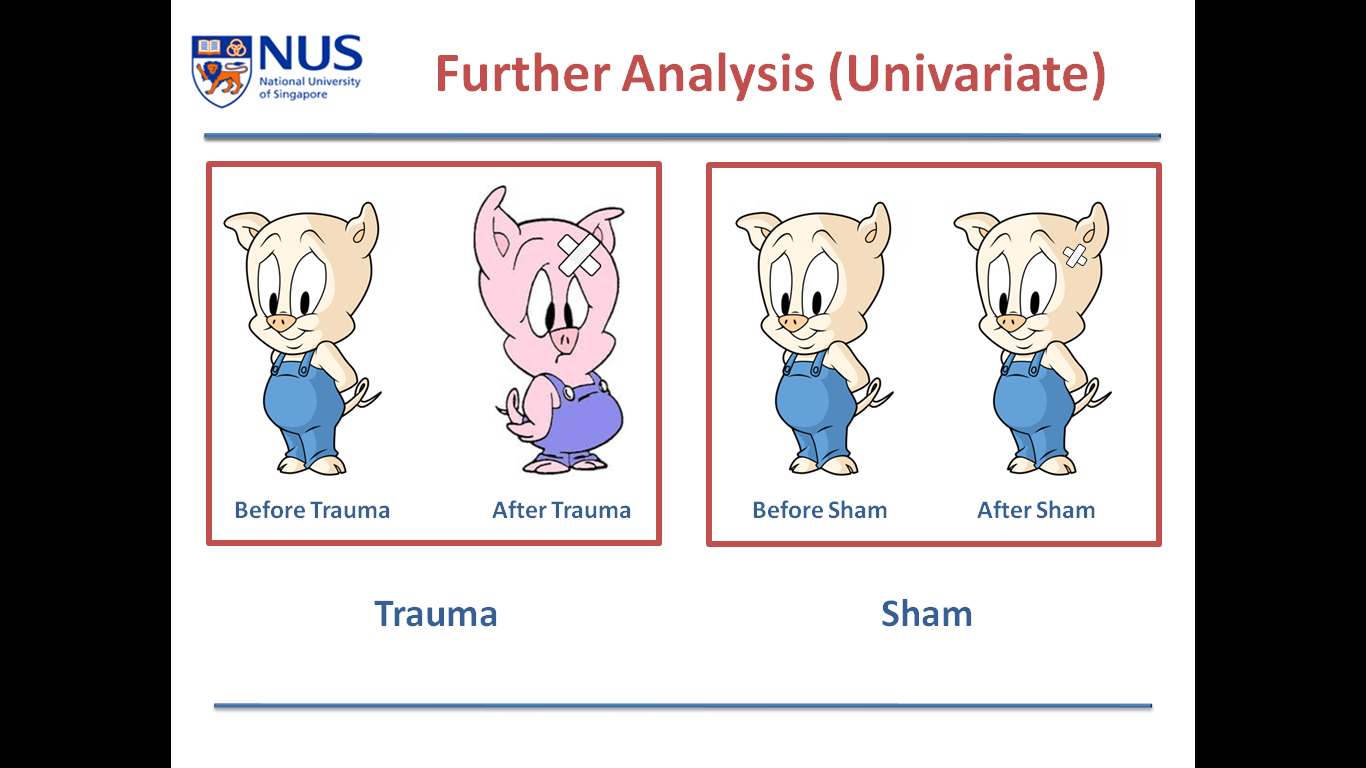 NUS
National University
of Singapore
Further Analysis (Univariate)
Before Trauma
After Trauma
Before Sham
After Sham
Trauma
Sham